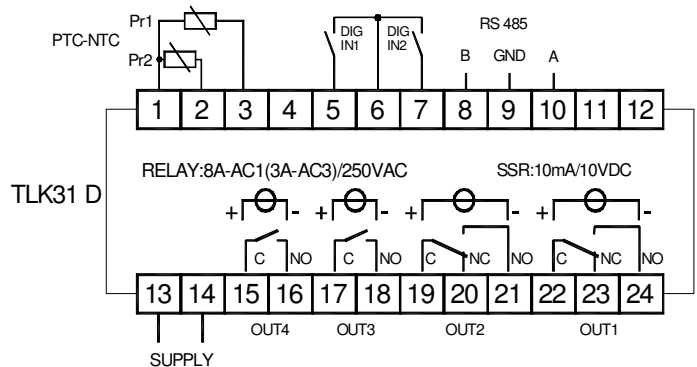 Pr1
PTC-NTC
Pr2
DIG IN1
DIG IN2
RS 485
B GND A
1 2 3 4 5 6 7 8 9 10 11 12
TLK31 D
RELAY:8A-AC1(3A-AC3)/250VAC SSR:10mA/10VDC
+ - + - + - + -
C NO C NO C NC NO C NC NO
13 14 15 16 17 18 19 20 21 22 23 24
OUT4 OUT3 OUT2 OUT1
SUPPLY